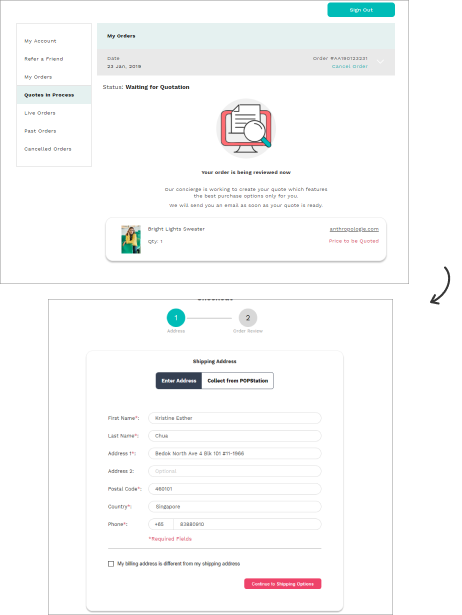 Sign Out
My Account
Refer a Friend
My Orders
Quotes In Process
Live Orders
Past Orders
Cancelled Orders
My Orders
Date
23 Jan, 2019
Order #AA190123231
Cancel Order
Status: Waiting for Quotation
Your order is being reviewed now
Our concierge is working to create your quote which features
the best purchase options only for you.
We will send you an email as soon as your quote is ready.
Bright Lights Sweater
anthropologie.com
Qty: 1
Price to be Quoted
Checkout
1
2
Address
Order Review
Shipping Address
Enter Address
Collect from POPStation
First Name*: Kristine Esther
Last Name*: Chua
Address 1*: Bedok North Ave 4 Blk 101 #11-1966
Address 2: Optional
Postal Code*: 460101
Country*: Singapore
Phone*: +65 83880910
*Required Fields
My billing address is different from my shipping address
Continue to Shipping Options